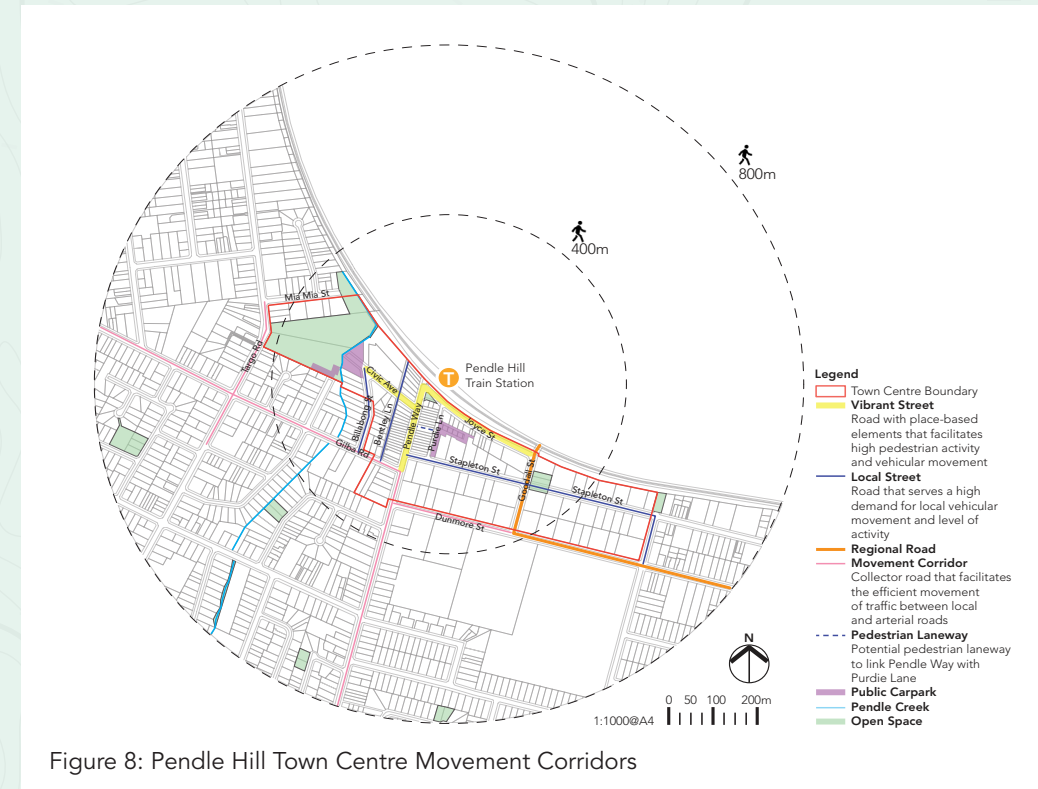 800m
400m
Mia Mia St
Targo Rd
Pendle Hill
Train Station
T
Civic Ave
Billabong St
Bentley Ln
Pendle Way
Purdie Ln
Joyce St
Gilba Rd
Stapleton St
Goodall St
Stapleton St
Dunmore St
Legend
Town Centre Boundary
Vibrant Street
Road with place-based
elements that facilitates
high pedestrian activity
and vehicular movement
Local Street
Road that serves a high
demand for local vehicular
movement and level of
activity
Regional Road
Movement Corridor
Collector road that facilitates
the efficient movement
of traffic between local
and arterial roads
Pedestrian Laneway
Potential pedestrian laneway
to link Pendle Way with
Purdie Lane
Public Carpark
Pendle Creek
Open Space
N
0 50 100 200m
1:1000@A4
Figure 8: Pendle Hill Town Centre Movement Corridors